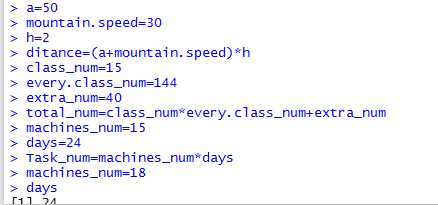 > a=50
> mountain.speed=30
> h=2
> ditance=(a+mountain.speed)*h
> class_num=15
> every.class_num=144
> extra_num=40
> total_num=class_num*every.class_num+extra_num
> machines_num=15
> days=24
> Task_num=machines_num*days
> machines_num=18
> days
[1] 24